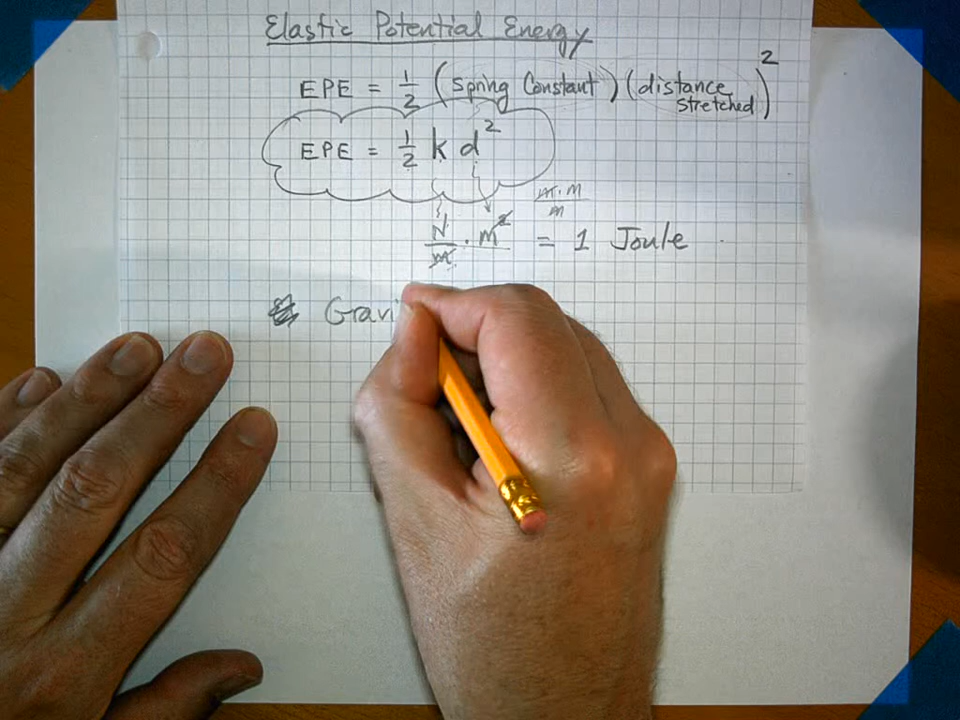 Elastic Potential Energy
EPE = 1/2 (Spring Constant) (distance stretched)²
EPE = 1/2 k d²
m·m/m
N/m · m² = 1 Joule
Gravi